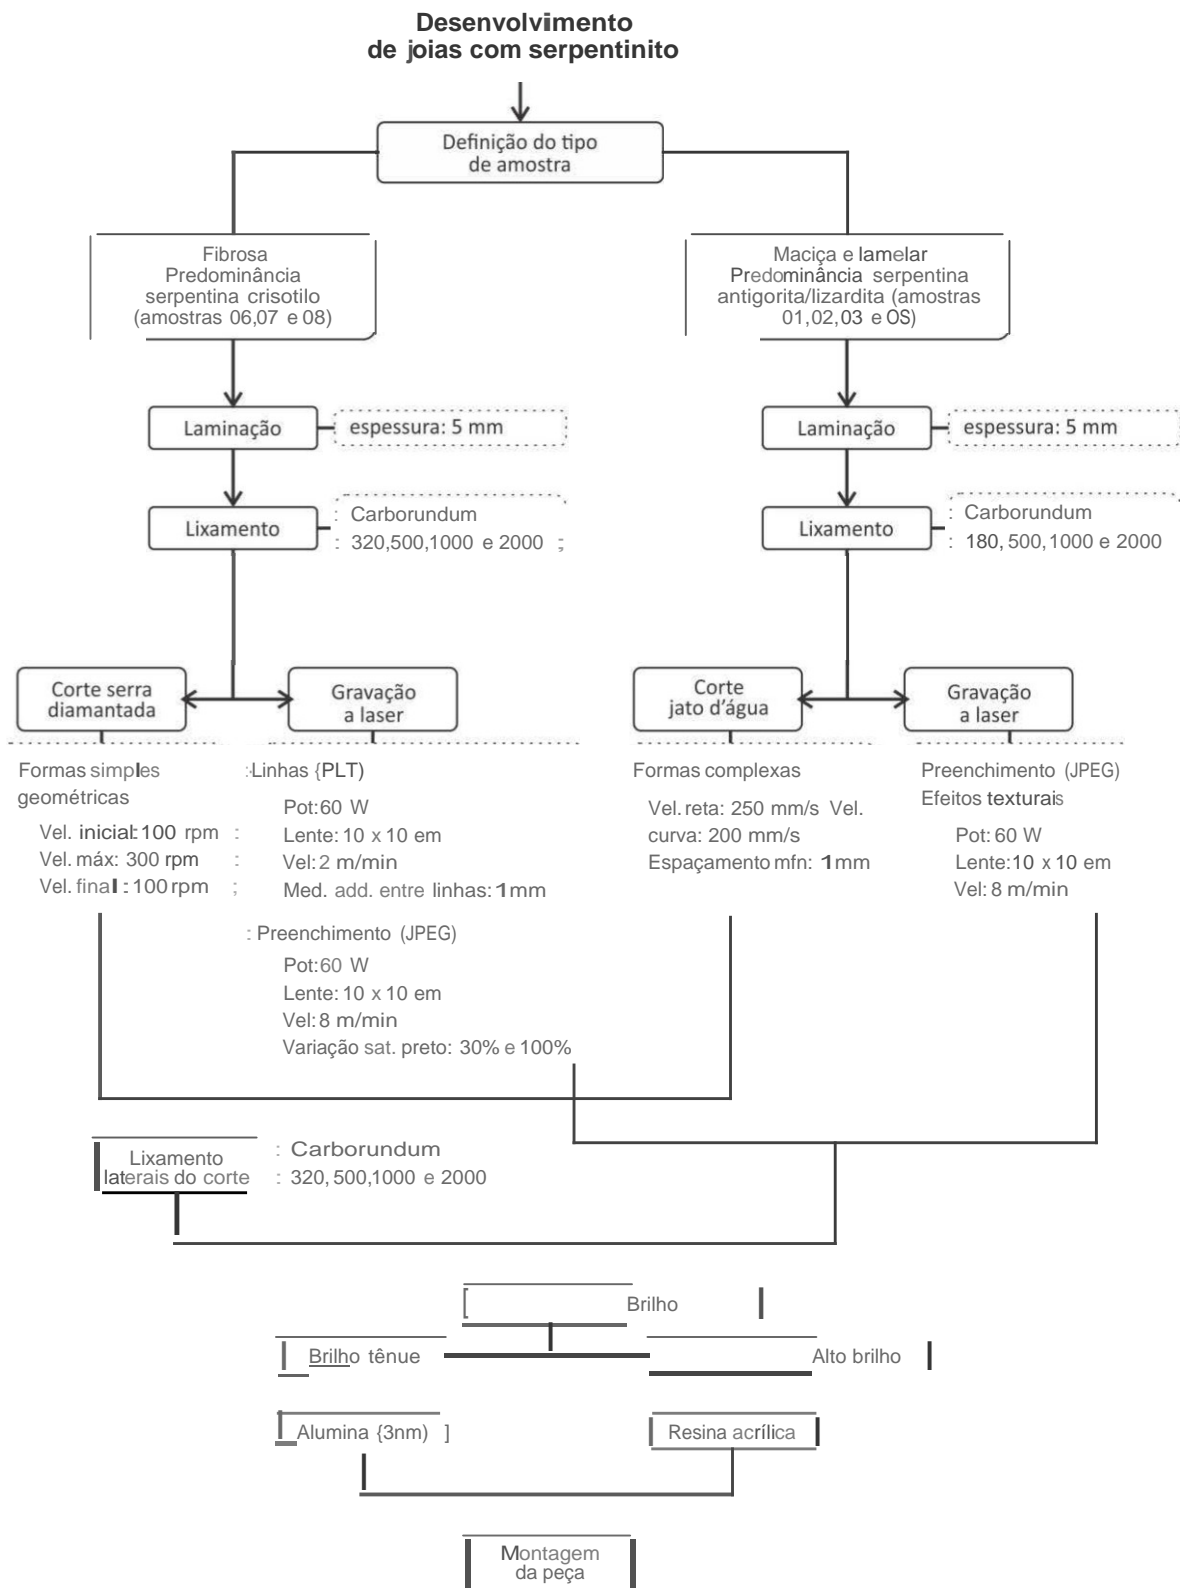 Desenvolvimento
de joias com serpentinito
Definição do tipo
de amostra
Fibrosa
Predominância
serpentina crisotilo
(amostras 06,07 e 08)
Maciça e lamelar
Predominância serpentina
antigorita/lizardita (amostras
01,02,03 e OS)
Laminação
espessura: 5 mm
Laminação
espessura: 5 mm
Lixamento
: Carborundum
: 320,500,1000 e 2000 ;
Lixamento
: Carborundum
: 180, 500,1000 e 2000
Corte serra
diamantada
Gravação
a laser
Corte
jato d'água
Gravação
a laser
Formas simples
geométricas
Vel. inicial:100 rpm :
Vel. máx: 300 rpm :
Vel. final:100 rpm ;
:Linhas {PLT)
Pot:60 W
Lente:10 x 10 em
Vel:2 m/min
Med. add. entre linhas:1mm
: Preenchimento (JPEG)
Pot:60 W
Lente:10 x 10 em
Vel:8 m/min
Variação sat. preto: 30% e 100%
Formas complexas
Vel. reta: 250 mm/s Vel.
curva: 200 mm/s
Espaçamento mfn: 1mm
Preenchimento (JPEG)
Efeitos texturais
Pot: 60 W
Lente:10 x 10 em
Vel: 8 m/min
Lixamento
laterais do corte
: Carborundum
: 320, 500,1000 e 2000
[ Brilho
Brilho tênue
Alto brilho
Alumina {3nm) ]
Resina acrílica
Montagem
da peça